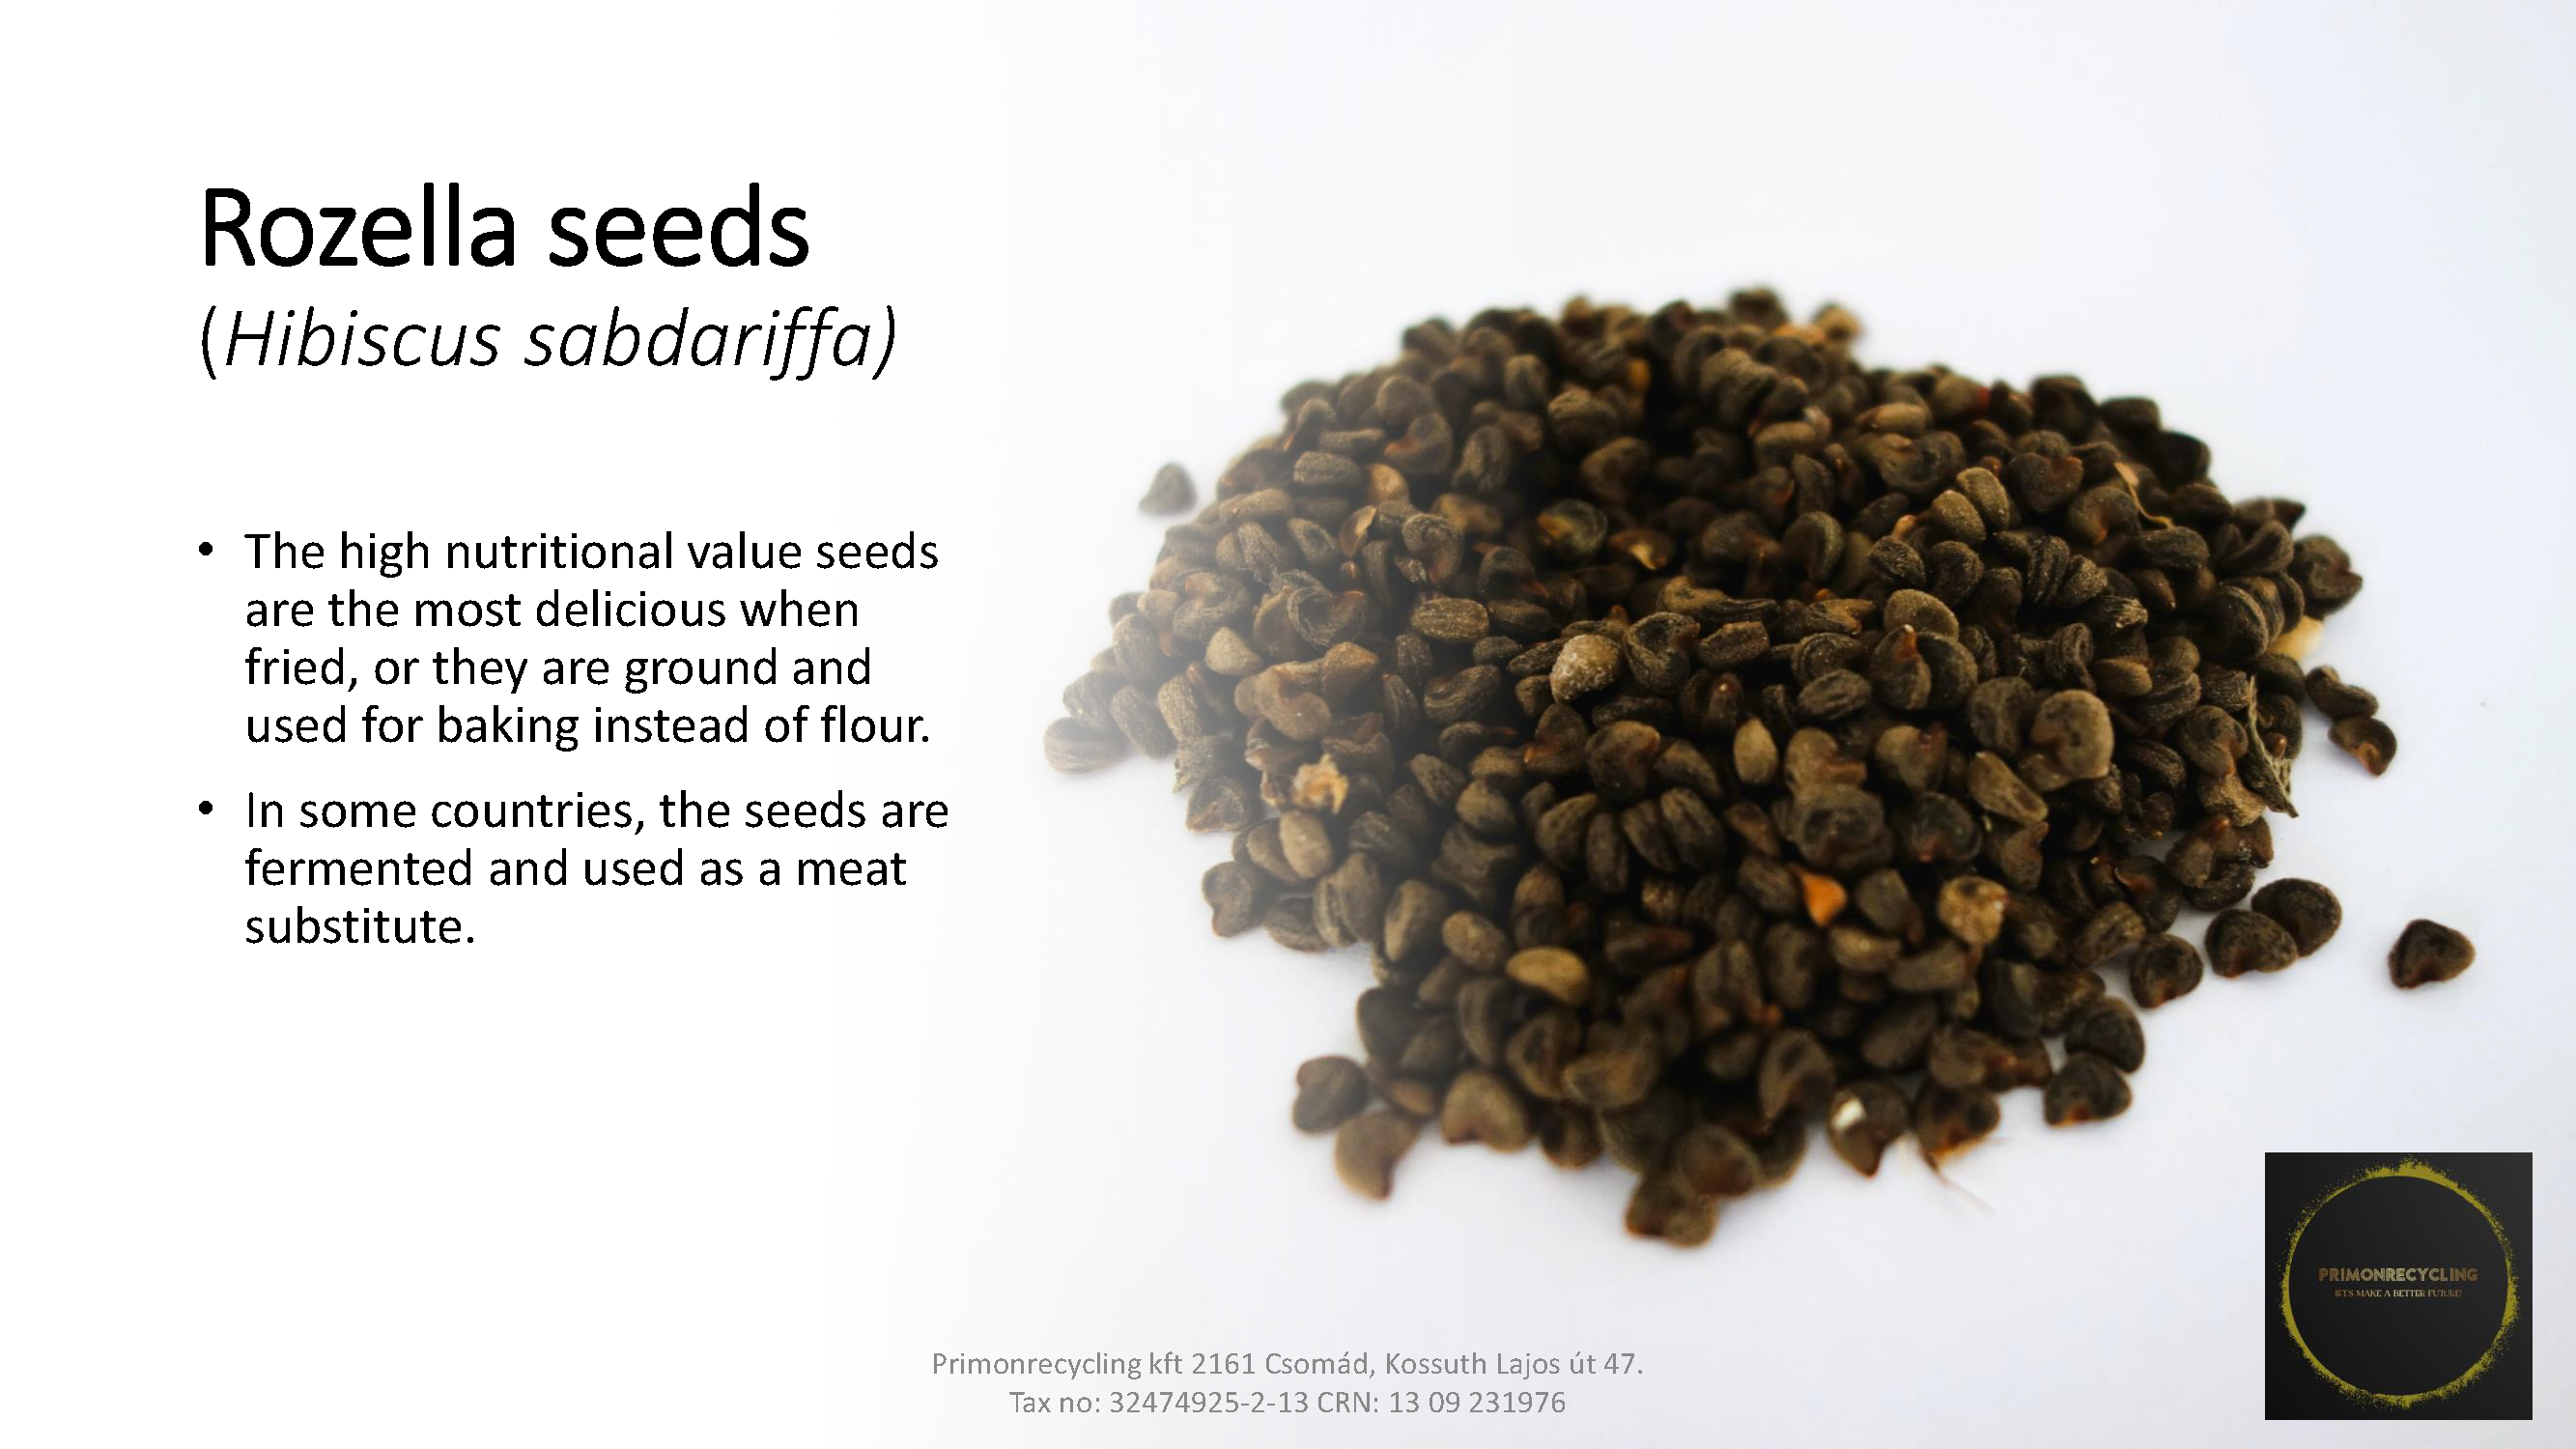 Rozella seeds
(Hibiscus sabdariffa)
• The high nutritional value seeds
are the most delicious when
fried, or they are ground and
used for baking instead of flour.
• In some countries, the seeds are
fermented and used as a meat
substitute.
PRIMONRECYCLING
LET'S MAKE A BETTER FUTURE
Primonrecycling kft 2161 Csomád, Kossuth Lajos út 47.
Tax no: 32474925-2-13 CRN: 13 09 231976